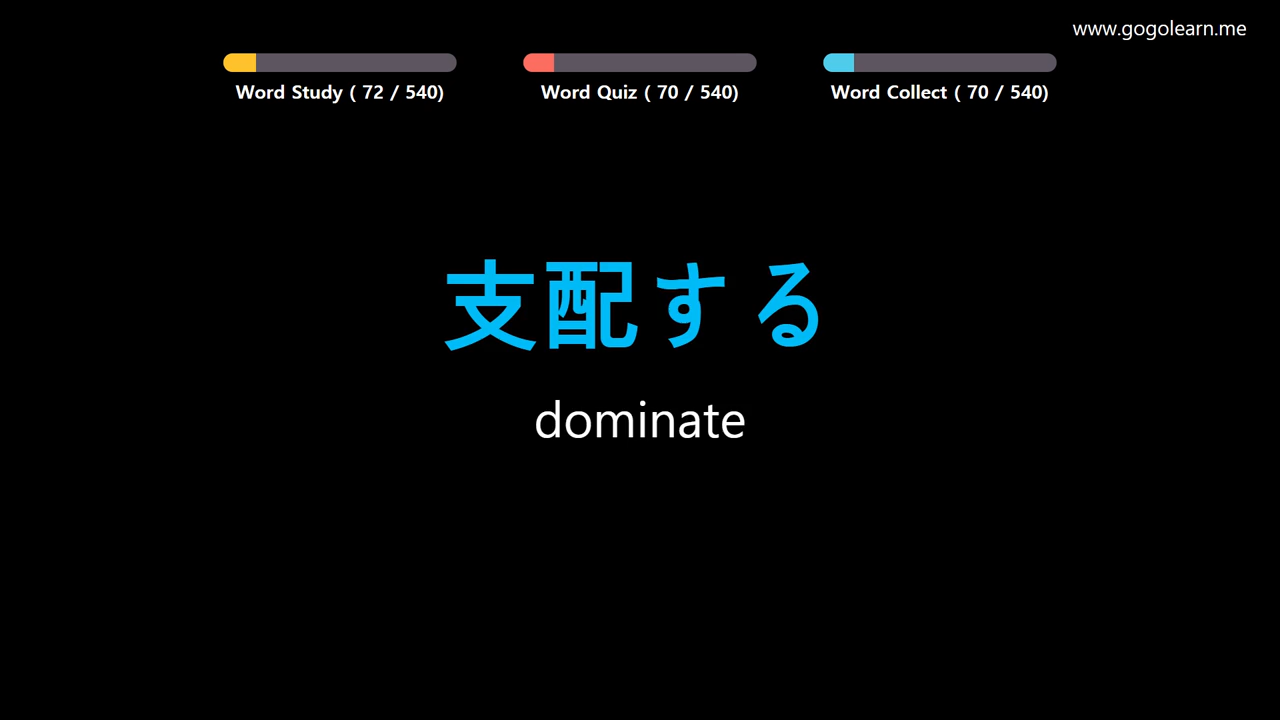 www.gogolearn.me
Word Study ( 72 / 540)
Word Quiz ( 70 / 540)
Word Collect ( 70 / 540)
支配する
dominate